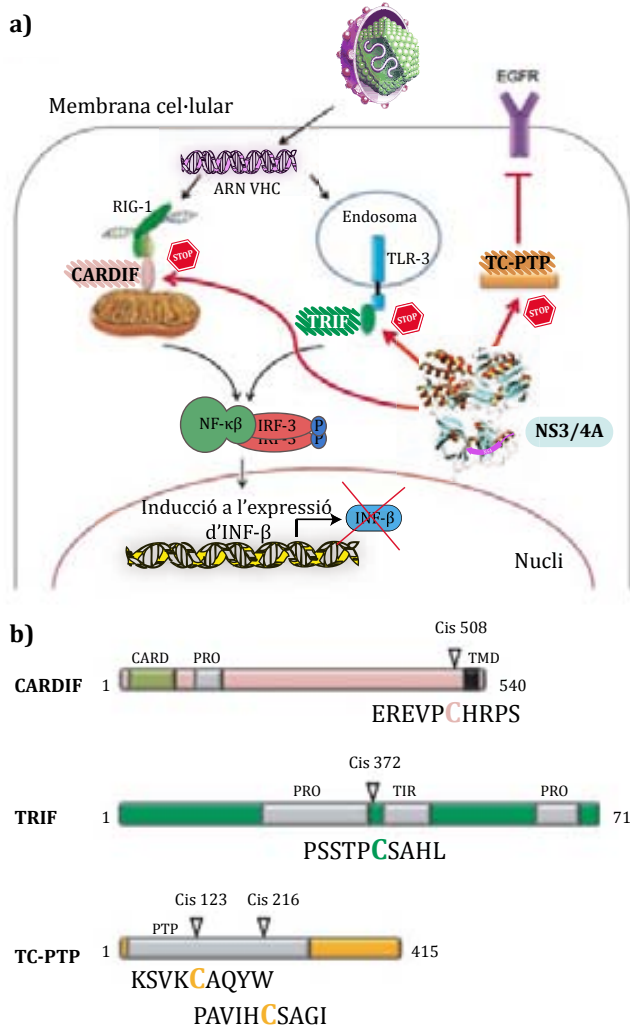 a)
EGFR
Membrana cel·lular
ARN VHC
RIG-1
Endosoma
STOP
TLR-3
TC-PTP
CARDIF
STOP
TRIF
STOP
NF-κβ
IRF-3
P
IRF-3
P
NS3/4A
Inducció a l'expressió
d'INF-β
INF-β
Nucli
b)
Cis 508
CARD
PRO
TMD
CARDIF
1
540
EREVPCHRPS
Cis 372
PRO
TIR
PRO
TRIF
1
71
PSSTPCSAHL
Cis 123
Cis 216
PTP
TC-PTP
1
415
KSVKCAQYW
PAVIHCSAGI